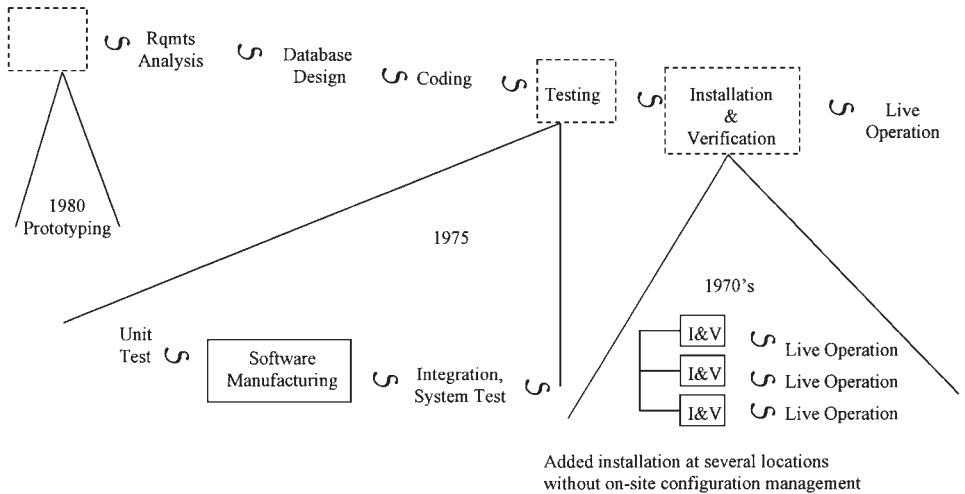 Rqmts
Analysis
Database
Design
Coding
Testing
Installation
&
Verification
Live
Operation
1980
Prototyping
1975
1970's
Unit
Test
Software
Manufacturing
Integration,
System Test
I&V
Live Operation
I&V
Live Operation
I&V
Live Operation
Added installation at several locations
without on-site configuration management